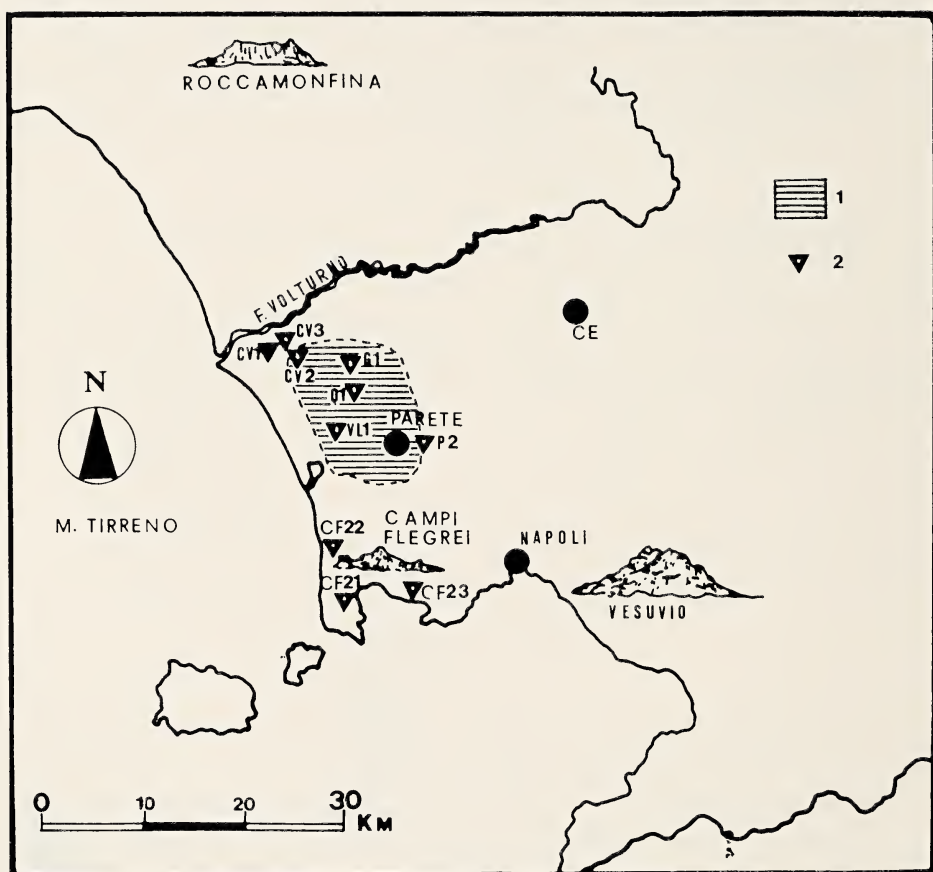 ROCCAMONFINA
1
2
F. VOLTURNO
CE
CV3
CV1
CV2
G1
Q1
PARETE
VL1
P2
N
M. TIRRENO
CF22
CAMPI
FLEGREI
NAPOLI
CF21
CF23
VESUVIO
0 10 20 30
KM